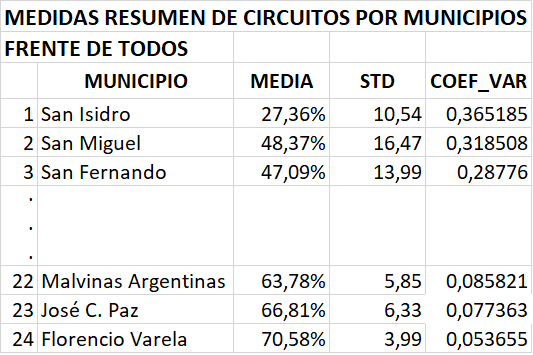 MEDIDAS RESUMEN DE CIRCUITOS POR MUNICIPIOS
FRENTE DE TODOS
MUNICIPIO MEDIA STD COEF_VAR
1 San Isidro 27,36% 10,54 0,365185
2 San Miguel 48,37% 16,47 0,318508
3 San Fernando 47,09% 13,99 0,28776
.
.
.
22 Malvinas Argentinas 63,78% 5,85 0,085821
23 José C. Paz 66,81% 6,33 0,077363
24 Florencio Varela 70,58% 3,99 0,053655